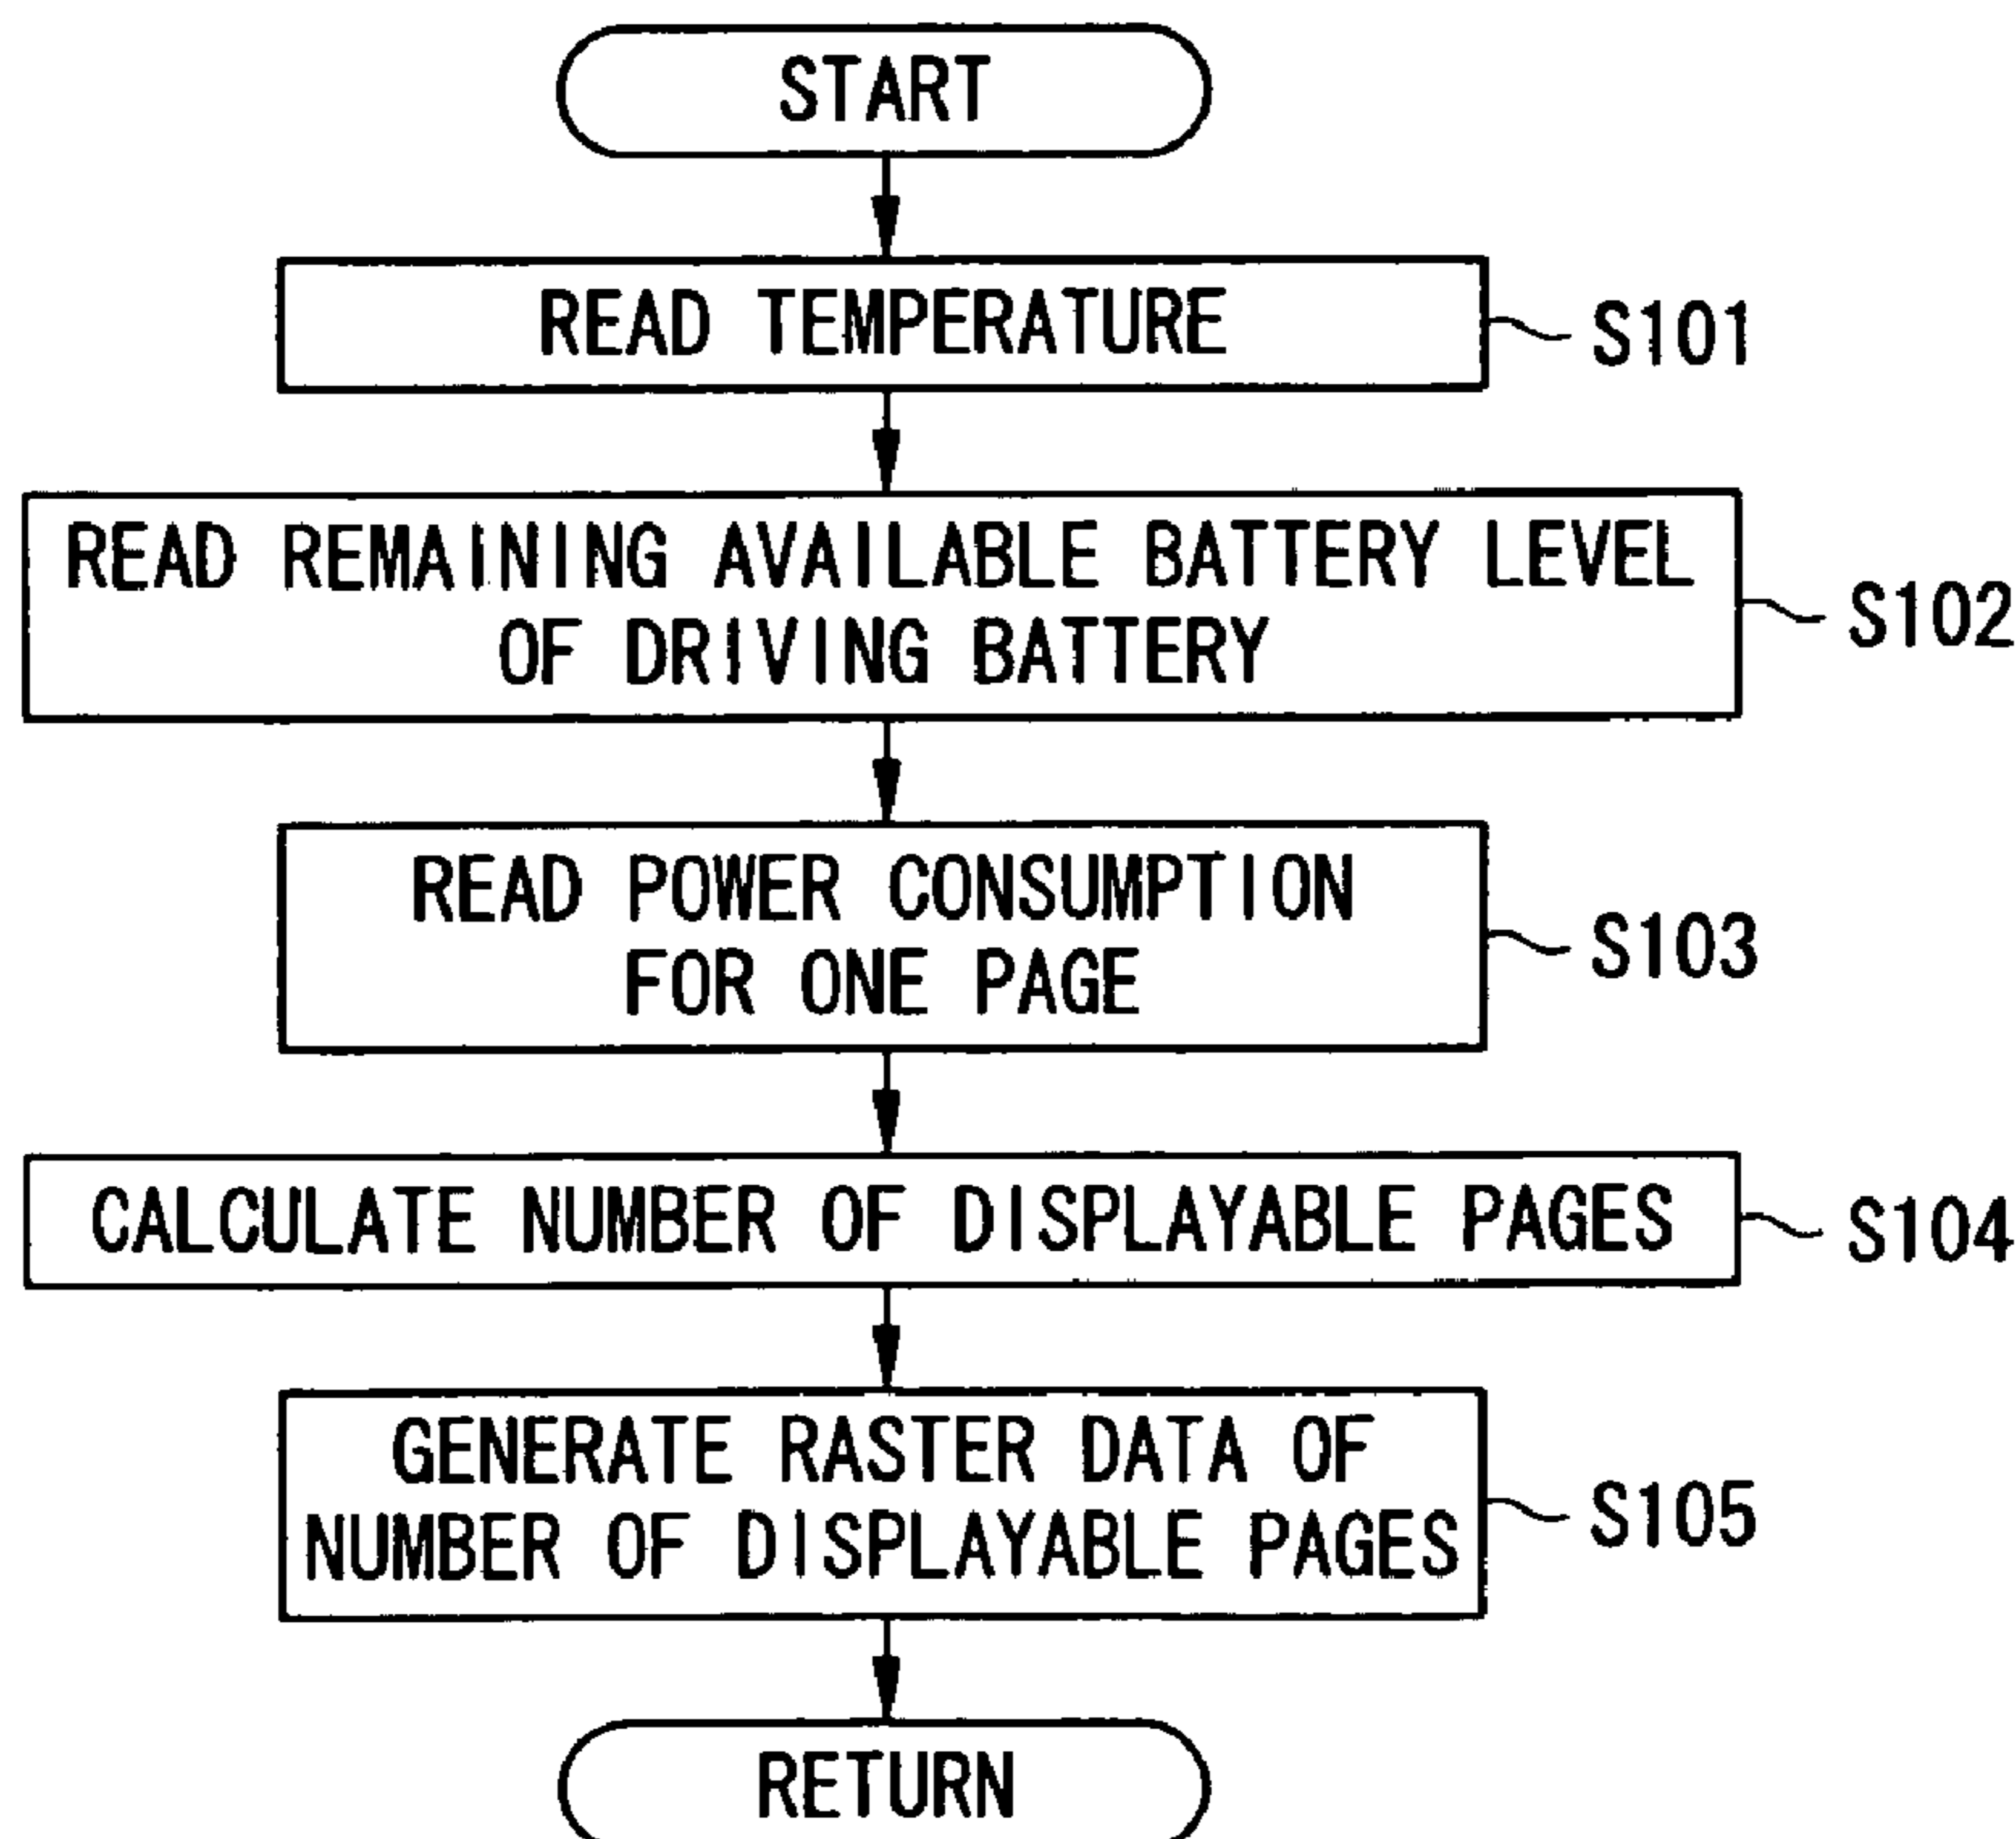 START
READ TEMPERATURE
S101
READ REMAINING AVAILABLE BATTERY LEVEL
OF DRIVING BATTERY
S102
READ POWER CONSUMPTION
FOR ONE PAGE
S103
CALCULATE NUMBER OF DISPLAYABLE PAGES
S104
GENERATE RASTER DATA OF
NUMBER OF DISPLAYABLE PAGES
S105
RETURN